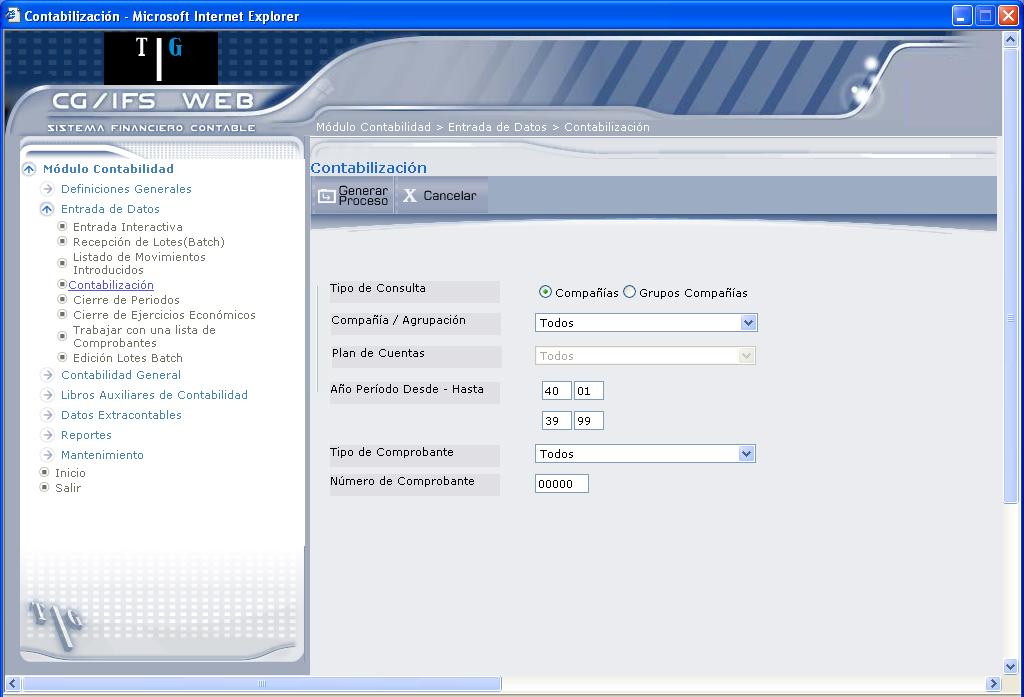 Contabilización - Microsoft Internet Explorer
T G
CG/IFS WEB
SISTEMA FINANCIERO CONTABLE
Módulo Contabilidad > Entrada de Datos > Contabilización
Módulo Contabilidad
Definiciones Generales
Entrada de Datos
Entrada Interactiva
Recepción de Lotes(Batch)
Listado de Movimientos
Introducidos
Contabilización
Cierre de Periodos
Cierre de Ejercicios Económicos
Trabajar con una lista de
Comprobantes
Edición Lotes Batch
Contabilidad General
Libros Auxiliares de Contabilidad
Datos Extracontables
Reportes
Mantenimiento
Inicio
Salir
TG
Contabilización
Generar
Proceso
X Cancelar
Tipo de Consulta Compañías Grupos Compañías
Compañía / Agrupación Todos
Plan de Cuentas Todos
Año Período Desde - Hasta 40 01
39 99
Tipo de Comprobante Todos
Número de Comprobante 00000